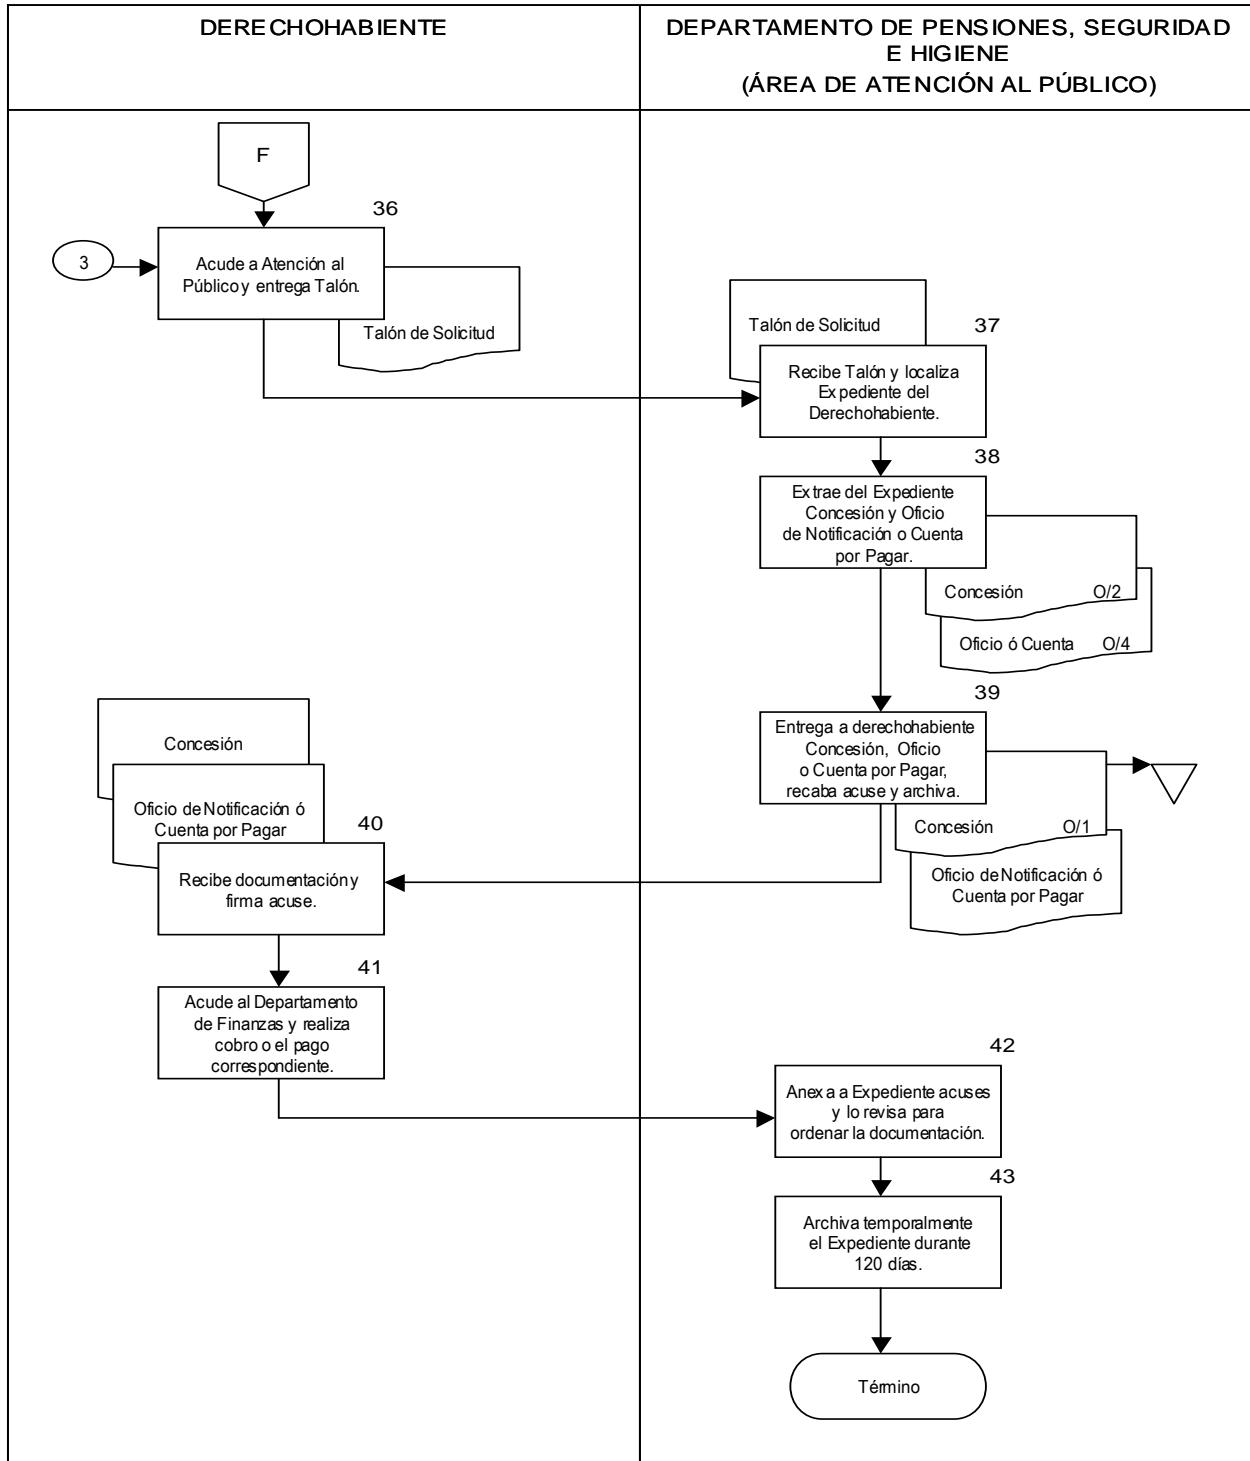 DERECHOHABIENTE
DEPARTAMENTO DE PENSIONES, SEGURIDAD
E HIGIENE
(ÁREA DE ATENCIÓN AL PÚBLICO)
F
36
3
Acude a Atención al
Público y entrega Talón.
Talón de Solicitud
Talón de Solicitud
37
Recibe Talón y localiza
Expediente del
Derechohabiente.
38
Extrae del Expediente
Concesión y Oficio
de Notificación o Cuenta
por Pagar.
Concesión O/2
Oficio ó Cuenta O/4
39
Entrega a derechohabiente
Concesión, Oficio
o Cuenta por Pagar,
recaba acuse y archiva.
Concesión O/1
Oficio de Notificación ó
Cuenta por Pagar
Concesión
Oficio de Notificación ó
Cuenta por Pagar
40
Recibe documentación y
firma acuse.
41
Acude al Departamento
de Finanzas y realiza
cobro o el pago
correspondiente.
42
Anexa a Expediente acuses
y lo revisa para
ordenar la documentación.
43
Archiva temporalmente
el Expediente durante
120 días.
Término